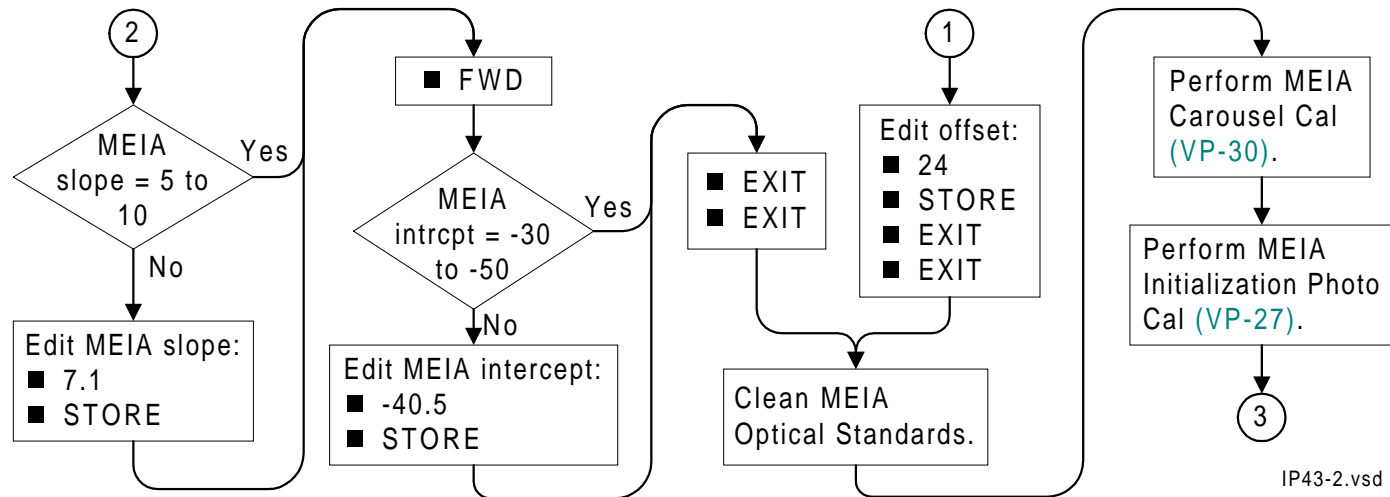 2
MEIA
slope = 5 to
10
Yes
No
Edit MEIA slope:
■ 7.1
■ STORE
■ FWD
MEIA
intrcpt = -30
to -50
Yes
No
Edit MEIA intercept:
■ -40.5
■ STORE
■ EXIT
■ EXIT
1
Edit offset:
■ 24
■ STORE
■ EXIT
■ EXIT
Clean MEIA
Optical Standards.
Perform MEIA
Carousel Cal
(VP-30).
Perform MEIA
Initialization Photo
Cal (VP-27).
3
IP43-2.vsd